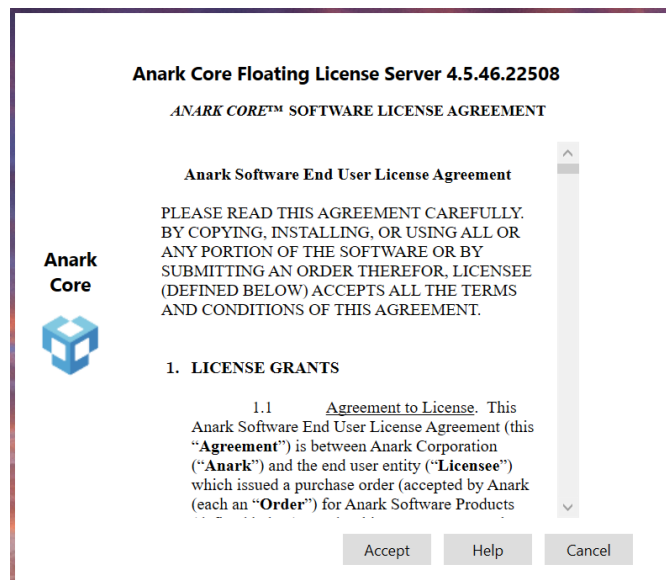 Anark Core Floating License Server 4.5.46.22508
ANARK CORE™ SOFTWARE LICENSE AGREEMENT
Anark
Core
Anark Software End User License Agreement
PLEASE READ THIS AGREEMENT CAREFULLY.
BY COPYING, INSTALLING, OR USING ALL OR
ANY PORTION OF THE SOFTWARE OR BY
SUBMITTING AN ORDER THEREFOR, LICENSEE
(DEFINED BELOW) ACCEPTS ALL THE TERMS
AND CONDITIONS OF THIS AGREEMENT.
1. LICENSE GRANTS
1.1 Agreement to License. This
Anark Software End User License Agreement (this
“Agreement”) is between Anark Corporation
(“Anark”) and the end user entity (“Licensee”)
which issued a purchase order (accepted by Anark
(each an “Order”) for Anark Software Products
Accept Help Cancel